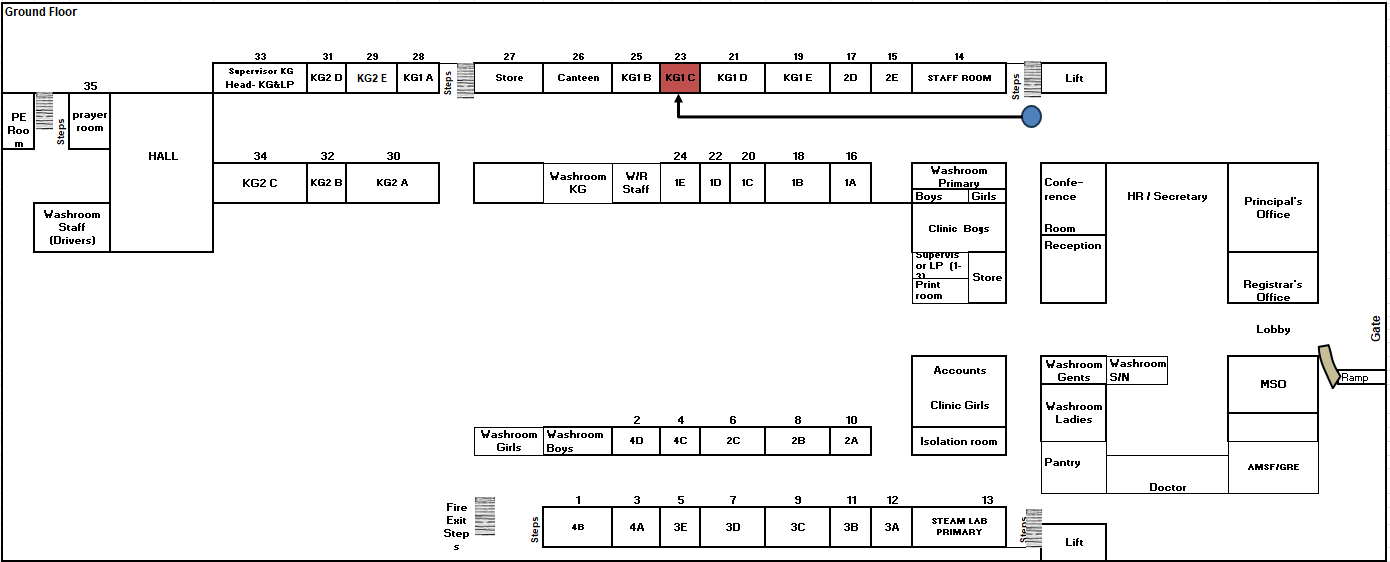 Ground Floor
33 31 29 28 27 26 25 23 21 19 17 15 14
Supervisor KG
Head- KG&LP
KG2 D
KG2 E
KG1 A
Steps
Store
Canteen
KG1 B
KG1 C
KG1 D
KG1 E
2D
2E
STAFF ROOM
Steps
Lift
35
PE
Roo
m
Steps
prayer
room
HALL
Washroom
Staff
(Drivers)
34 32 30 24 22 20 18 16
KG2 C
KG2 B
KG2 A
Washroom
KG
W/R
Staff
1E
1D
1C
1B
1A
Washroom
Primary
Boys
Girls
Clinic Boys
Supervis
or LP (1-
3)
Print
room
Store
Confe-
rence
Room
Reception
HR / Secretary
Principal's
Office
Registrar's
Office
Lobby
Gate
Ramp
Accounts
Clinic Girls
Isolation room
Washroom
Gents
Washroom
S/N
Washroom
Ladies
Pantry
Doctor
MSO
AMSF/GRE
2 4 6 8 10
Washroom
Girls
Washroom
Boys
4D
4C
2C
2B
2A
Fire
Exit
Step
s
Steps
1 3 5 7 9 11 12 13
4B
4A
3E
3D
3C
3B
3A
STEAM LAB
PRIMARY
Steps
Lift